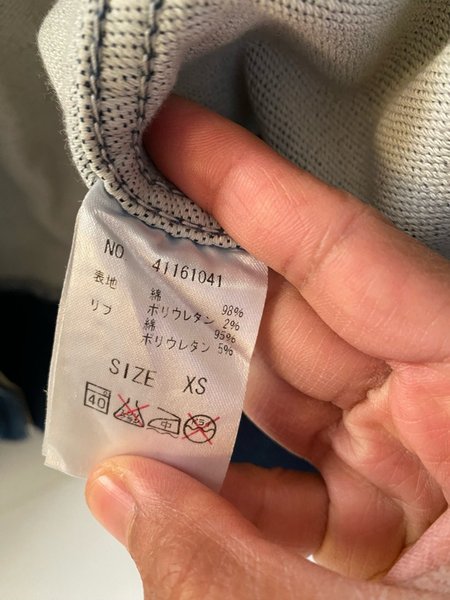 NO 41161041
表地 綿 98%
ポリウレタン 2%
リブ 綿 95%
ポリウレタン 5%
SIZE XS
40 中